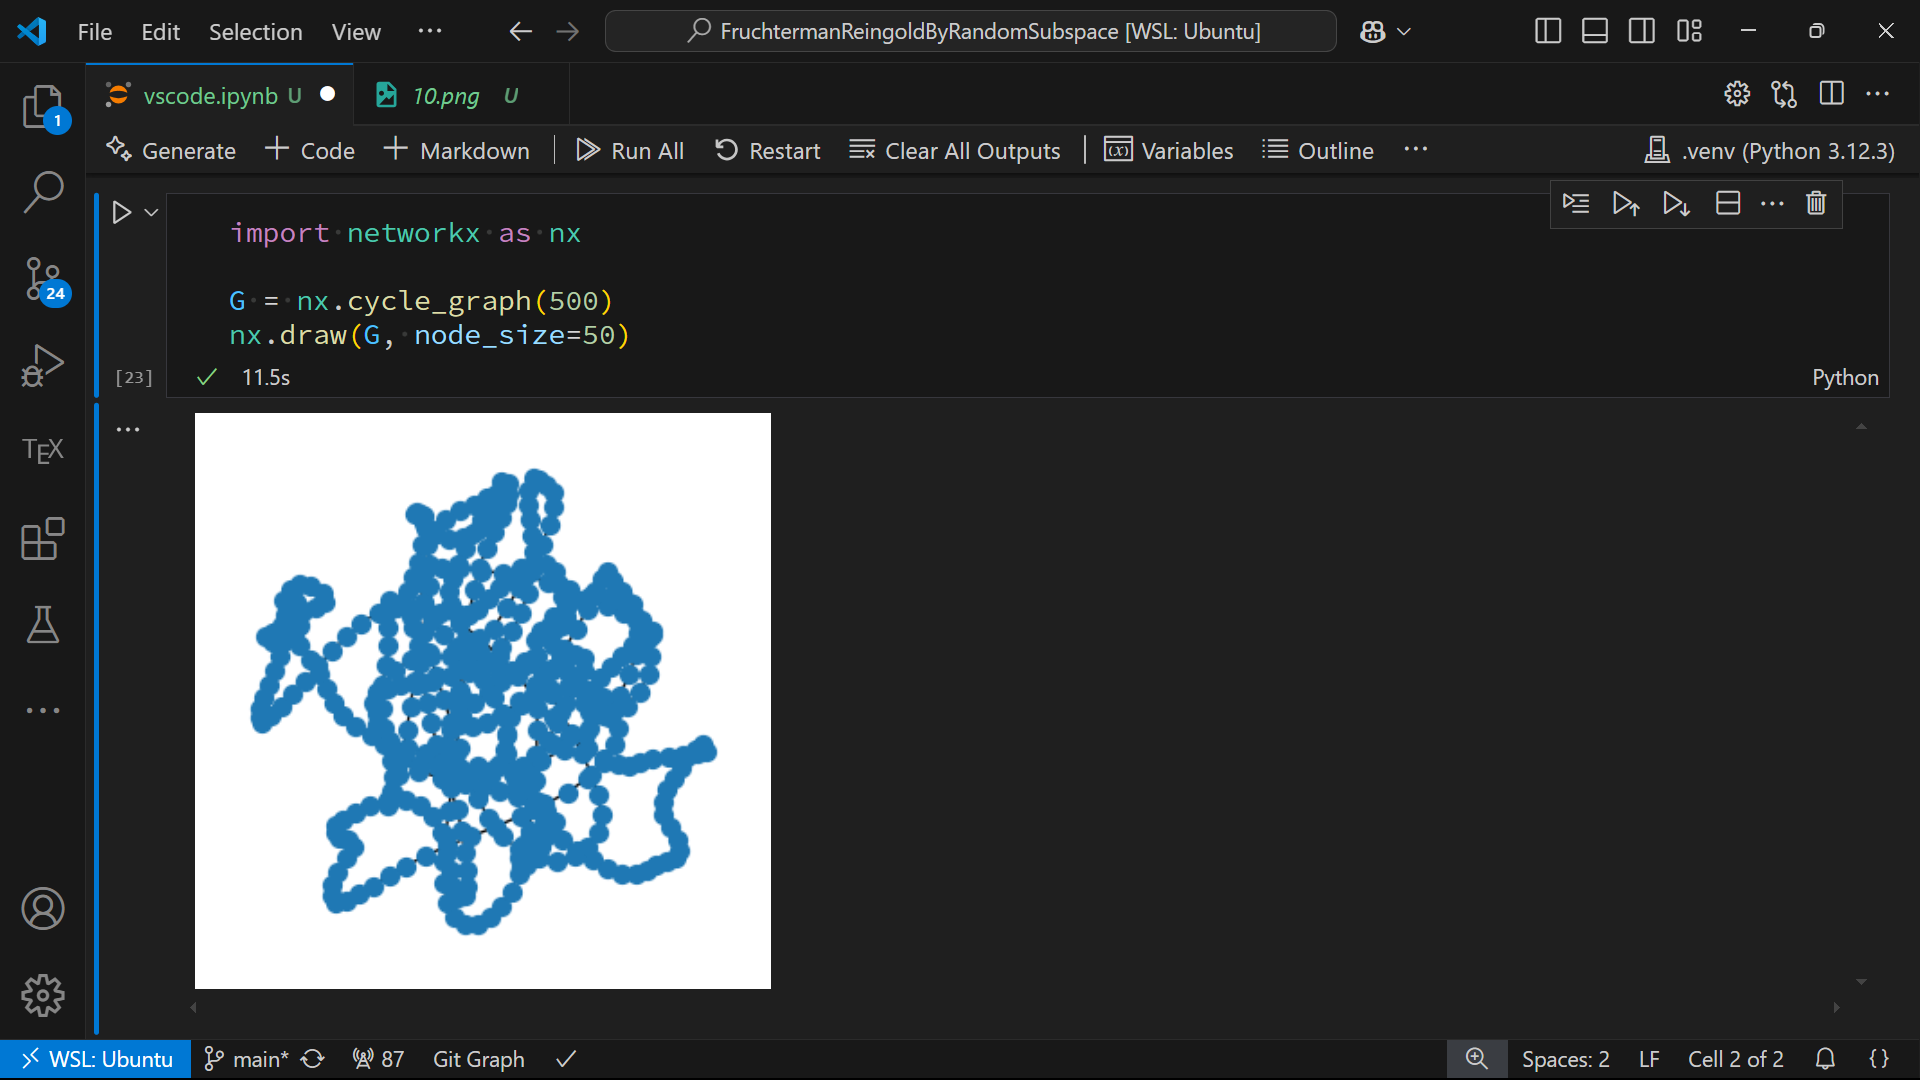 File Edit Selection View ··· FruchtermanReingoldByRandomSubspace [WSL: Ubuntu]
vscode.ipynb U 10.png U
Generate Code Markdown Run All Restart Clear All Outputs Variables Outline ··· .venv (Python 3.12.3)
1
import networkx as nx
G = nx.cycle_graph(500)
nx.draw(G, node_size=50)
24
[23] 11.5s Python
TEX
WSL: Ubuntu main* 87 Git Graph Spaces: 2 LF Cell 2 of 2 {}